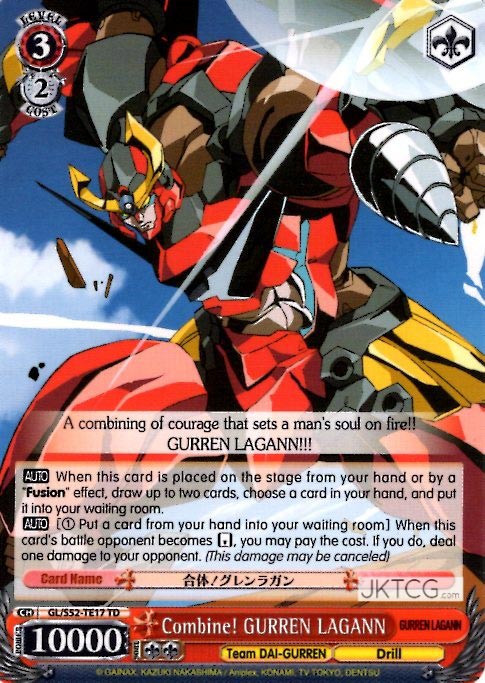 LEVEL
3
2
COST
A combining of courage that sets a man's soul on fire!!
GURREN LAGANN!!!
AUTO When this card is placed on the stage from your hand or by a
"Fusion" effect, draw up to two cards, choose a card in your hand, and put
it into your waiting room.
AUTO [① Put a card from your hand into your waiting room] When this
card's battle opponent becomes [ ], you may pay the cost. If you do, deal
one damage to your opponent. (This damage may be canceled)
Card Name
合体!グレンラガン
JKTCG.com
CH GL/S52-TE17 TD
POWER
10000
SOUL
Combine! GURREN LAGANN
GURREN LAGANN
Team DAI-GURREN
Drill
© GAINAX, KAZUKI NAKASHIMA / Aniplex, KONAMI, TV TOKYO, DENTSU